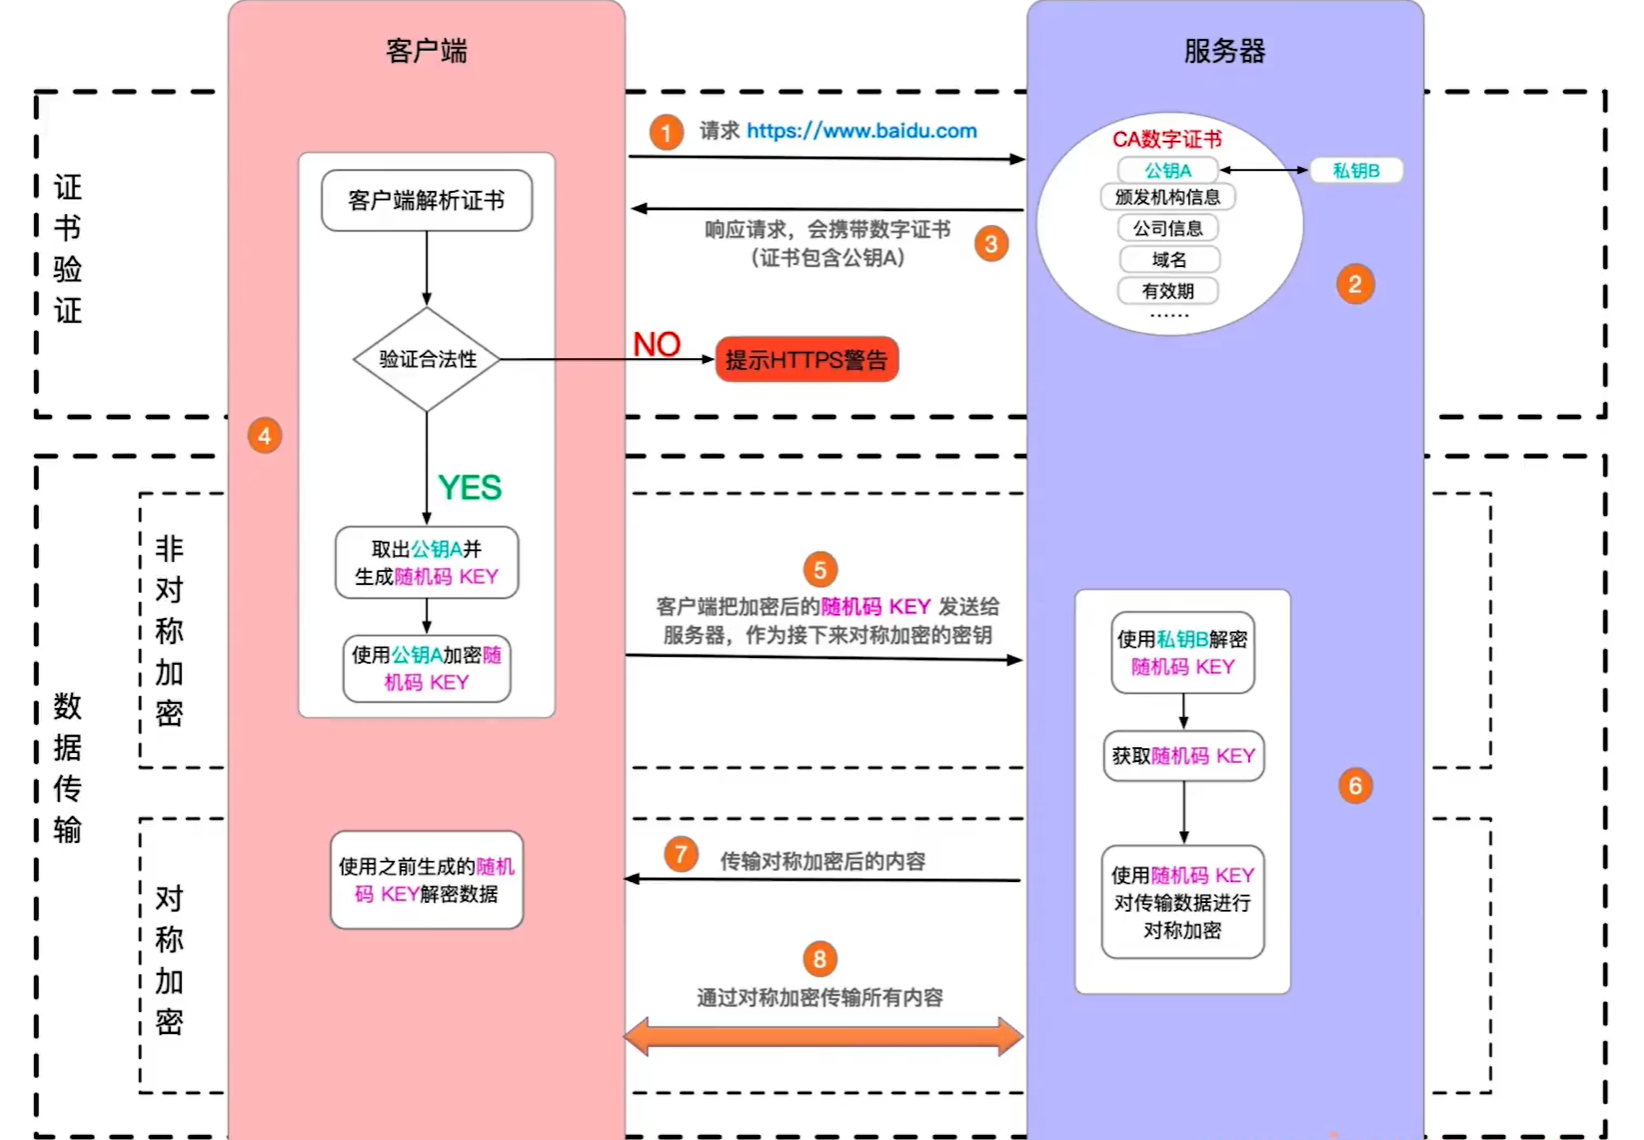 客户端
服务器
证书验证
1 请求 https://www.baidu.com
CA数字证书
公钥A
私钥B
颁发机构信息
公司信息
域名
有效期
......
2
客户端解析证书
响应请求，会携带数字证书
（证书包含公钥A）
3
验证合法性
NO
提示HTTPS警告
4
YES
数据传输
非对称加密
取出公钥A并
生成随机码 KEY
使用公钥A加密随
机码 KEY
5
客户端把加密后的随机码 KEY 发送给
服务器，作为接下来对称加密的密钥
使用私钥B解密
随机码 KEY
获取随机码 KEY
6
使用随机码 KEY
对传输数据进行
对称加密
对称加密
使用之前生成的随机
码 KEY解密数据
7 传输对称加密后的内容
8
通过对称加密传输所有内容